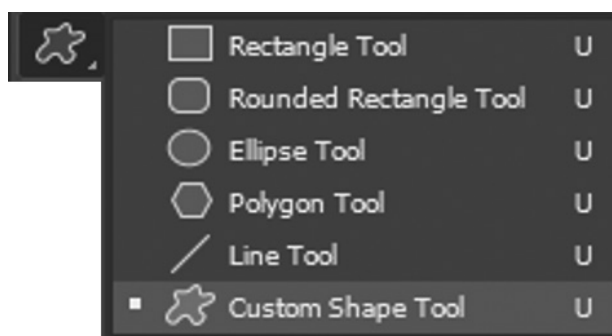 Rectangle Tool U
Rounded Rectangle Tool U
Ellipse Tool U
Polygon Tool U
Line Tool U
Custom Shape Tool U